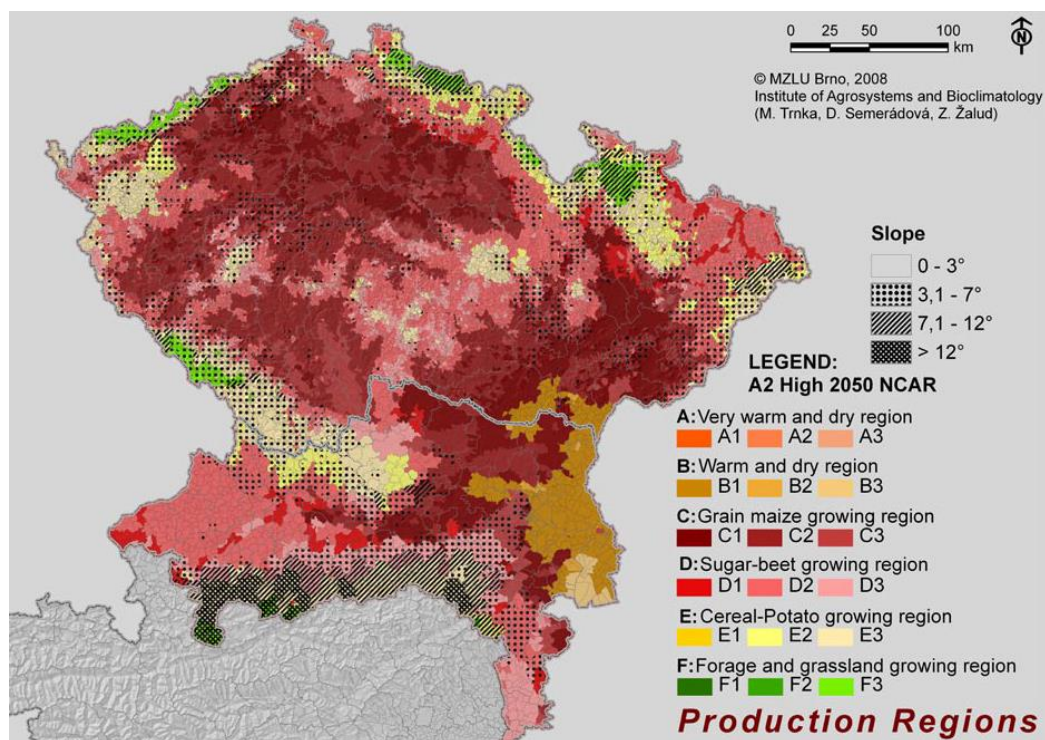 0 25 50 100
km
N
© MZLU Brno, 2008
Institute of Agrosystems and Bioclimatology
(M. Trnka, D. Semerádová, Z. Žalud)
Slope
0 - 3°
3,1 - 7°
7,1 - 12°
> 12°
LEGEND:
A2 High 2050 NCAR
A: Very warm and dry region
A1 A2 A3
B: Warm and dry region
B1 B2 B3
C: Grain maize growing region
C1 C2 C3
D: Sugar-beet growing region
D1 D2 D3
E: Cereal-Potato growing region
E1 E2 E3
F: Forage and grassland growing region
F1 F2 F3
Production Regions